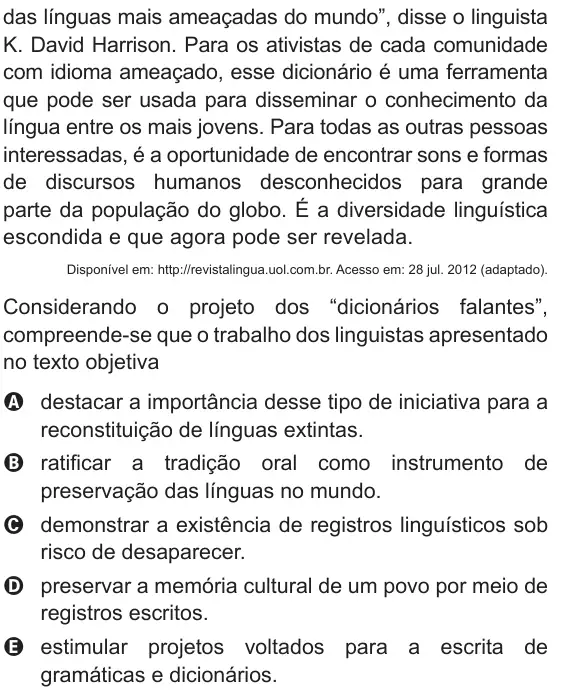 das línguas mais ameaçadas do mundo”, disse o linguista
K. David Harrison. Para os ativistas de cada comunidade
com idioma ameaçado, esse dicionário é uma ferramenta
que pode ser usada para disseminar o conhecimento da
língua entre os mais jovens. Para todas as outras pessoas
interessadas, é a oportunidade de encontrar sons e formas
de discursos humanos desconhecidos para grande
parte da população do globo. É a diversidade linguística
escondida e que agora pode ser revelada.
Disponível em: http://revistalingua.uol.com.br. Acesso em: 28 jul. 2012 (adaptado).
Considerando o projeto dos “dicionários falantes”,
compreende-se que o trabalho dos linguistas apresentado
no texto objetiva
A destacar a importância desse tipo de iniciativa para a
reconstituição de línguas extintas.
B ratificar a tradição oral como instrumento de
preservação das línguas no mundo.
C demonstrar a existência de registros linguísticos sob
risco de desaparecer.
D preservar a memória cultural de um povo por meio de
registros escritos.
E estimular projetos voltados para a escrita de
gramáticas e dicionários.